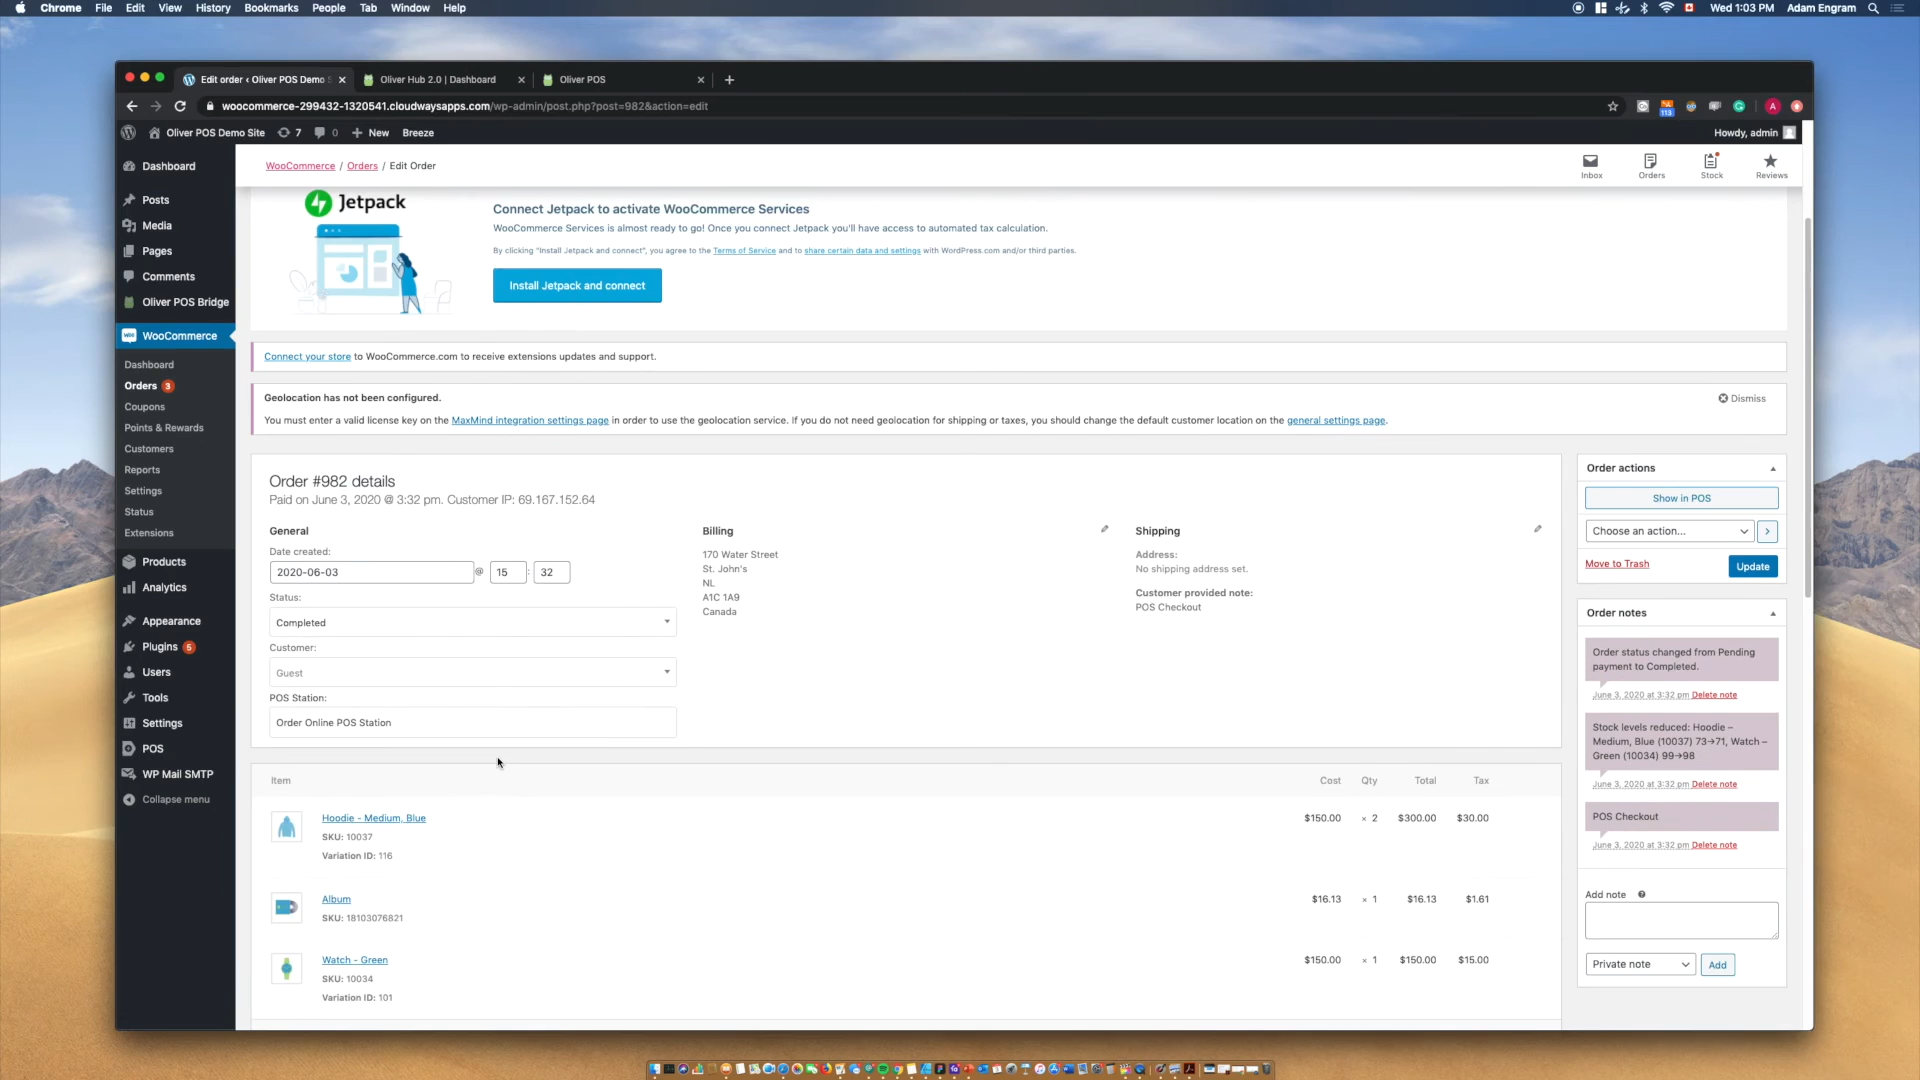 Chrome File Edit View History Bookmarks People Tab Window Help
Wed 1:03 PM Adam Engram
Edit order ‹ Oliver POS Demo S
Oliver Hub 2.0 | Dashboard
Oliver POS
woocommerce-299432-1320541.cloudwaysapps.com/wp-admin/post.php?post=982&action=edit
113
A
Oliver POS Demo Site 7 0 New Breeze
Howdy, admin
Dashboard
Posts
Media
Pages
Comments
Oliver POS Bridge
WooCommerce
Dashboard
Orders 3
Coupons
Points & Rewards
Customers
Reports
Settings
Status
Extensions
Products
Analytics
Appearance
Plugins 5
Users
Tools
Settings
POS
WP Mail SMTP
Collapse menu
WooCommerce / Orders / Edit Order
Inbox
Orders
Stock
Reviews
Jetpack
Connect Jetpack to activate WooCommerce Services
WooCommerce Services is almost ready to go! Once you connect Jetpack you'll have access to automated tax calculation.
By clicking "Install Jetpack and connect", you agree to the Terms of Service and to share certain data and settings with WordPress.com and/or third parties.
Install Jetpack and connect
Connect your store to WooCommerce.com to receive extensions updates and support.
Geolocation has not been configured.
Dismiss
You must enter a valid license key on the MaxMind integration settings page in order to use the geolocation service. If you do not need geolocation for shipping or taxes, you should change the default customer location on the general settings page.
Order #982 details
Paid on June 3, 2020 @ 3:32 pm. Customer IP: 69.167.152.64
General
Date created:
2020-06-03 @ 15 : 32
Status:
Completed
Customer:
Guest
POS Station:
Order Online POS Station
Billing
170 Water Street
St. John's
NL
A1C 1A9
Canada
Shipping
Address:
No shipping address set.
Customer provided note:
POS Checkout
Item Cost Qty Total Tax
Hoodie - Medium, Blue $150.00 × 2 $300.00 $30.00
SKU: 10037
Variation ID: 116
Album $16.13 × 1 $16.13 $1.61
SKU: 18103076821
Watch - Green $150.00 × 1 $150.00 $15.00
SKU: 10034
Variation ID: 101
Order actions
Show in POS
Choose an action...
Move to Trash
Update
Order notes
Order status changed from Pending
payment to Completed.
June 3, 2020 at 3:32 pm Delete note
Stock levels reduced: Hoodie –
Medium, Blue (10037) 73→71, Watch –
Green (10034) 99→98
June 3, 2020 at 3:32 pm Delete note
POS Checkout
June 3, 2020 at 3:32 pm Delete note
Add note
Private note
Add